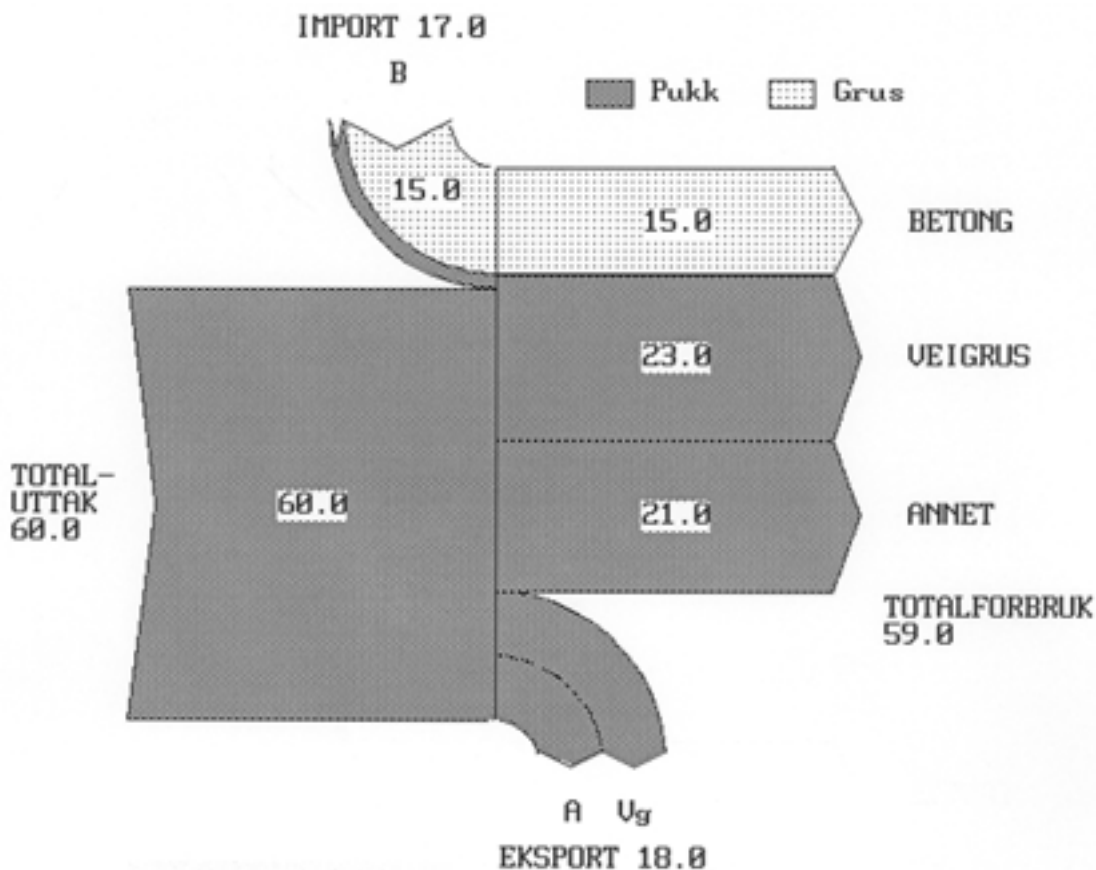 IMPORT 17.0
B
Pukk Grus
15.0
15.0
BETONG
23.0
VEIGRUS
TOTAL-
UTTAK
60.0
60.0
21.0
ANNET
TOTALFORBRUK
59.0
A Vg
EKSPORT 18.0